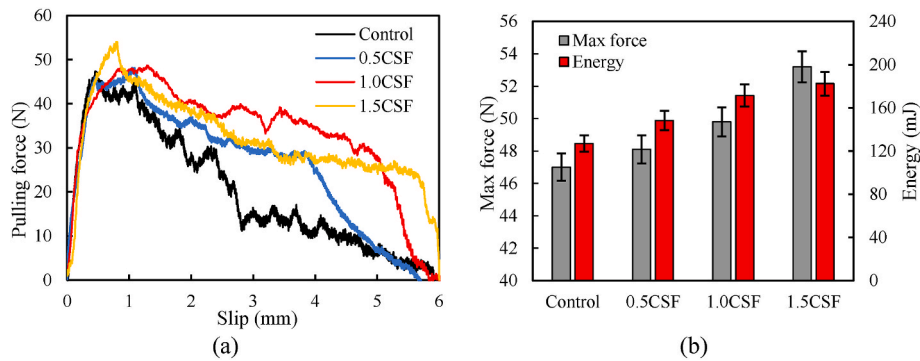 (a)
60
50
40
30
20
10
0
Pulling force (N)
Control
0.5CSF
1.0CSF
1.5CSF
0 1 2 3 4 5 6
Slip (mm)
(a)
(b)
56
54
52
50
48
46
44
42
40
Max force (N)
Max force
Energy
240
200
160
120
80
40
0
Energy (mJ)
Control 0.5CSF 1.0CSF 1.5CSF
(b)